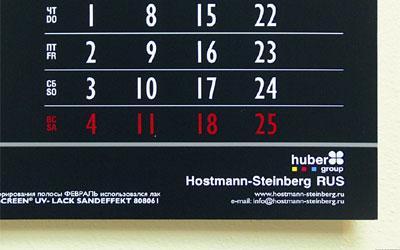 ЧТ 1 8 15 22
DO
ПТ 2 9 16 23
FR
СБ 3 10 17 24
SO
ВС 4 11 18 25
SA
huber
group
Hostmann-Steinberg RUS
www.hostmann-steinberg.ru
e-mail: info@hostmann-steinberg.ru
полосы ФЕВРАЛЬ использовался лак
SCREEN® UV- LACK SANDEFFEKT 808061